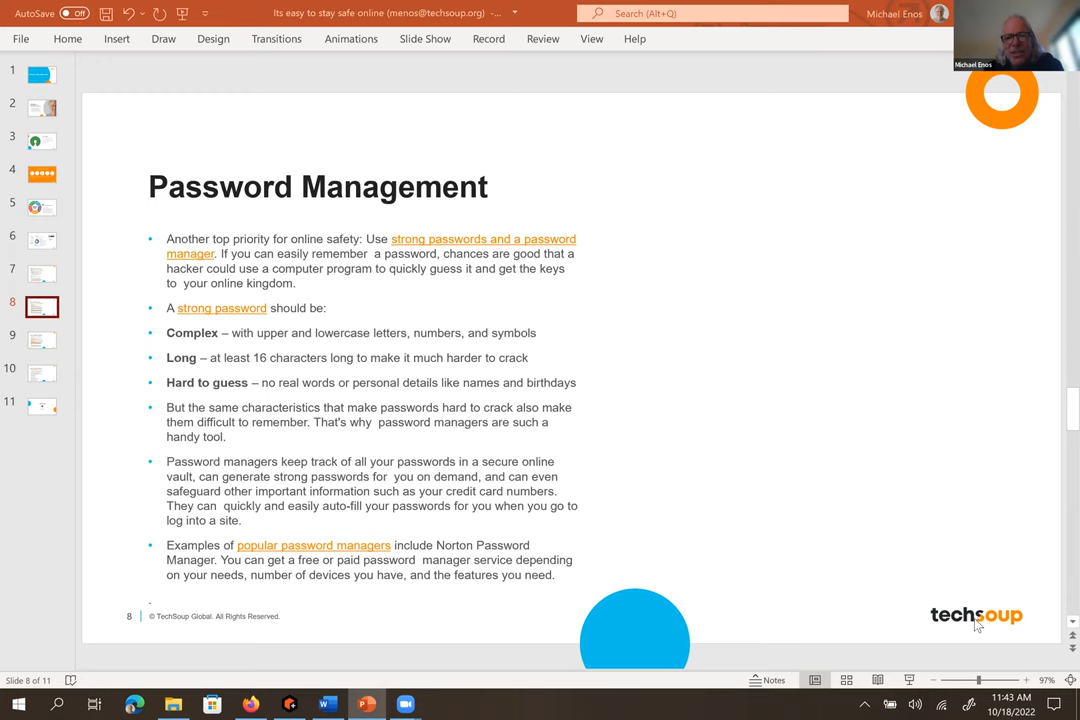 AutoSave Off Its easy to stay safe online (menos@techsoup.org) -... Search (Alt+Q) Michael Enos
File Home Insert Draw Design Transitions Animations Slide Show Record Review View Help
Michael Enos
1
2
3
4
5
6
7
8
9
10
11
Password Management
• Another top priority for online safety: Use strong passwords and a password
manager. If you can easily remember a password, chances are good that a
hacker could use a computer program to quickly guess it and get the keys
to your online kingdom.
• A strong password should be:
• Complex – with upper and lowercase letters, numbers, and symbols
• Long – at least 16 characters long to make it much harder to crack
• Hard to guess – no real words or personal details like names and birthdays
• But the same characteristics that make passwords hard to crack also make
them difficult to remember. That's why password managers are such a
handy tool.
• Password managers keep track of all your passwords in a secure online
vault, can generate strong passwords for you on demand, and can even
safeguard other important information such as your credit card numbers.
They can quickly and easily auto-fill your passwords for you when you go to
log into a site.
• Examples of popular password managers include Norton Password
Manager. You can get a free or paid password manager service depending
on your needs, number of devices you have, and the features you need.
.
8 © TechSoup Global. All Rights Reserved.
techsoup
Slide 8 of 11 Notes 97%
11:43 AM
10/18/2022